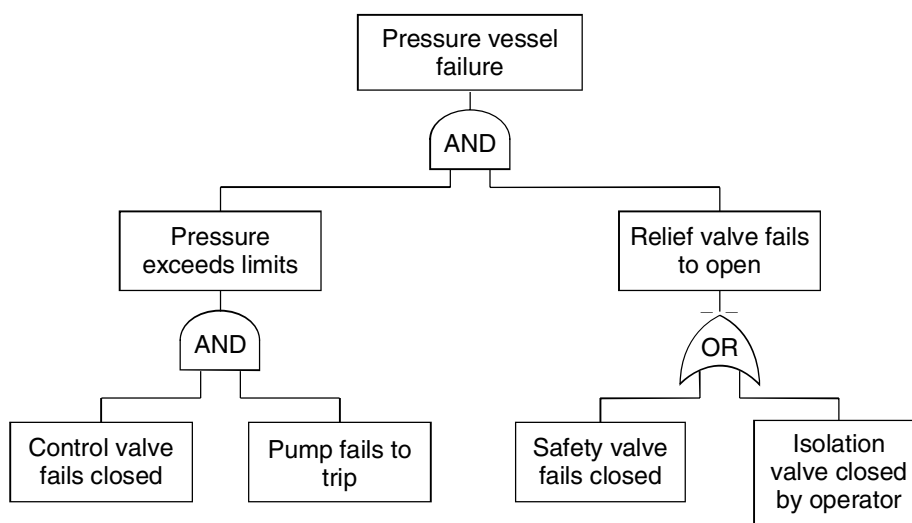 Pressure vessel
failure
AND
Pressure
exceeds limits
Relief valve fails
to open
AND
OR
Control valve
fails closed
Pump fails to
trip
Safety valve
fails closed
Isolation
valve closed
by operator